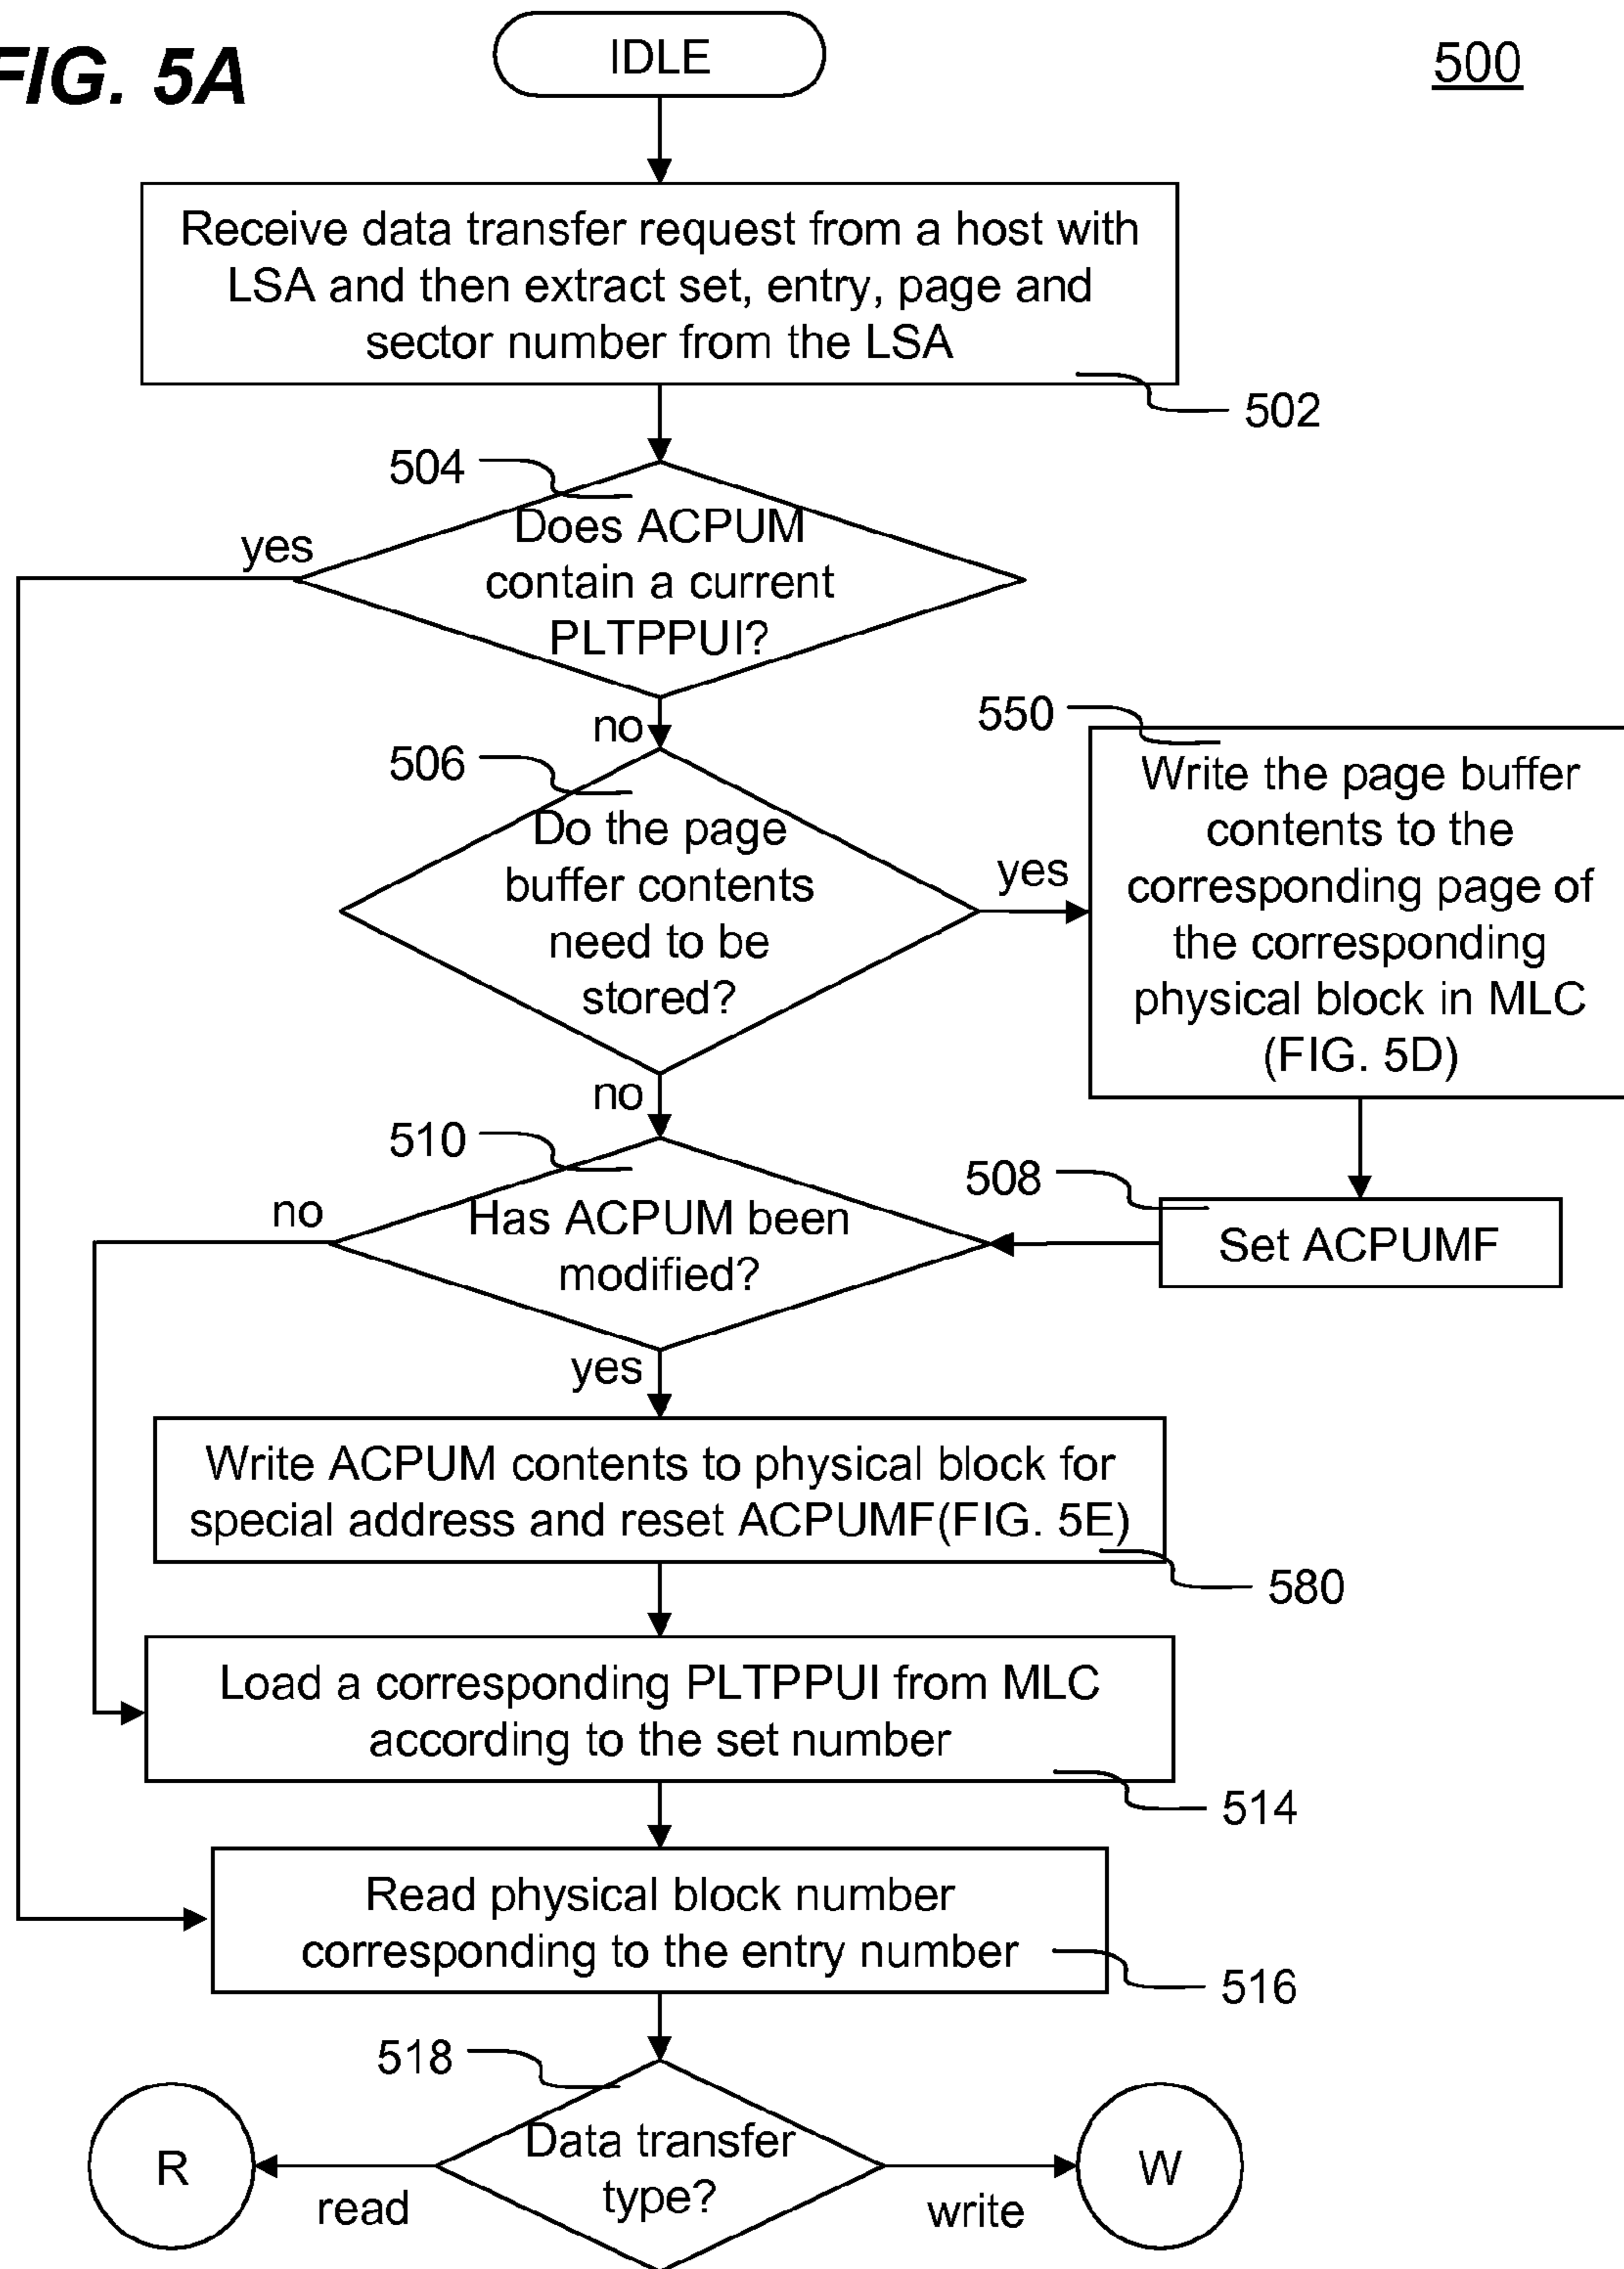 FIG. 5A
IDLE
500
Receive data transfer request from a host with
LSA and then extract set, entry, page and
sector number from the LSA
502
504
Does ACPUM
contain a current
PLTPPUI?
yes
no
506
Do the page
buffer contents
need to be
stored?
yes
550
Write the page buffer
contents to the
corresponding page of
the corresponding
physical block in MLC
(FIG. 5D)
no
510
Has ACPUM been
modified?
no
508
Set ACPUMF
yes
Write ACPUM contents to physical block for
special address and reset ACPUMF(FIG. 5E)
580
Load a corresponding PLTPPUI from MLC
according to the set number
514
Read physical block number
corresponding to the entry number
516
518
Data transfer
type?
R
read
write
W